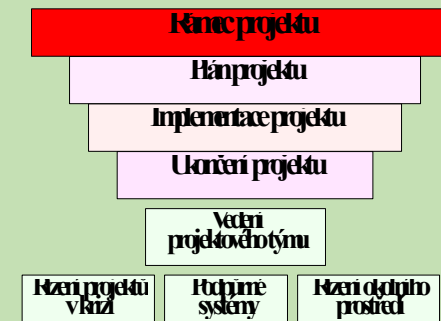 Rámec projektu
Plán projektu
Implementace projektu
Ukončení projektu
Vedení
projektového týmu
Řízení projektů
v krizi
Podpůrné
systémy
Řízení okolního
prostředí